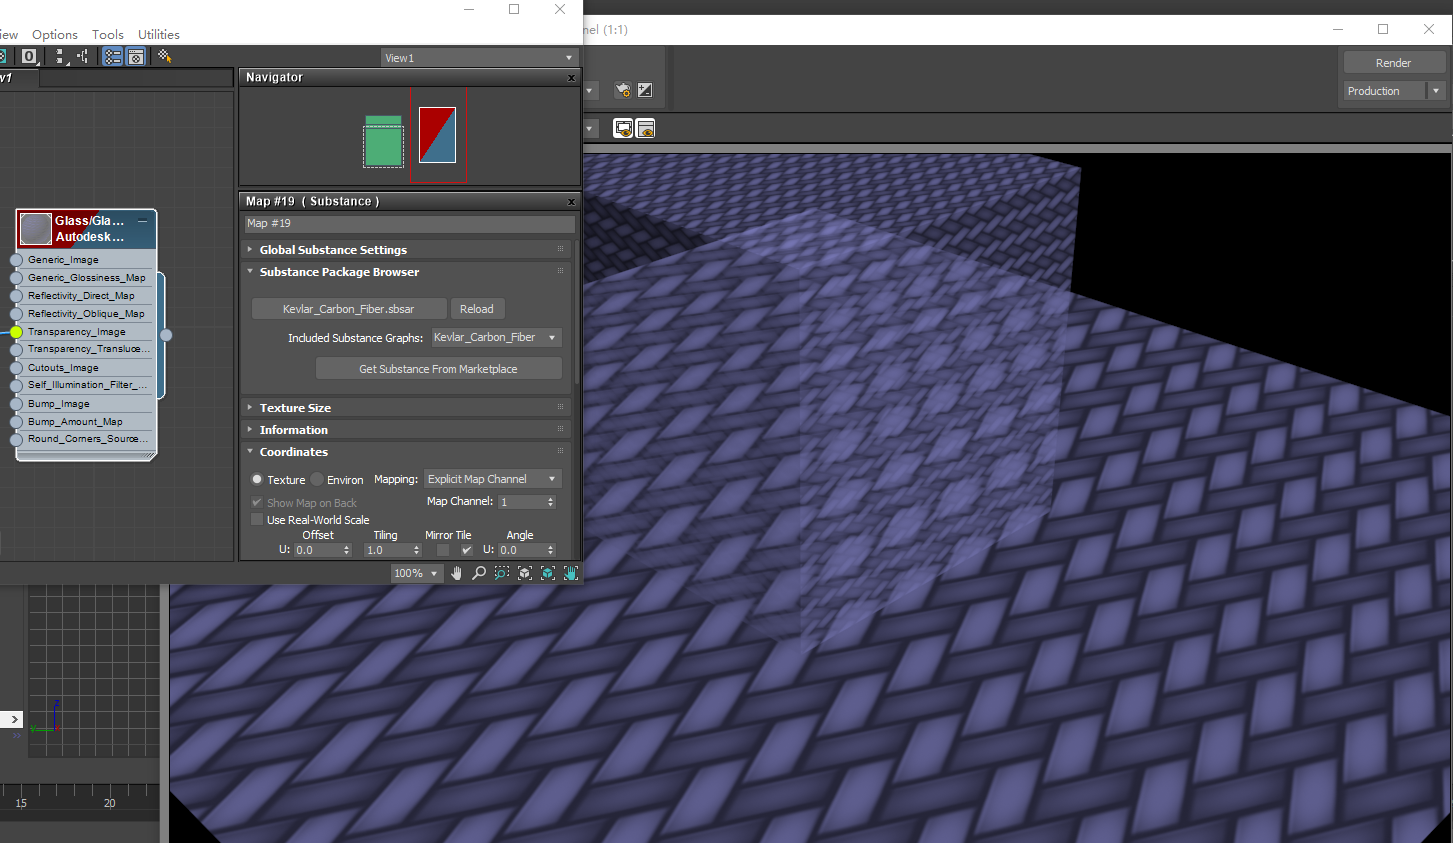 nel (1:1)
iew Options Tools Utilities
0
View1
w1
Navigator
Render
Production
Map #19 ( Substance )
Map #19
Glass/Gla...
Autodesk...
Generic_Image
Generic_Glossiness_Map
Reflectivity_Direct_Map
Reflectivity_Oblique_Map
Transparency_Image
Transparency_Transluce...
Cutouts_Image
Self_Illumination_Filter_...
Bump_Image
Bump_Amount_Map
Round_Corners_Source...
Global Substance Settings
Substance Package Browser
Kevlar_Carbon_Fiber.sbsar Reload
Included Substance Graphs: Kevlar_Carbon_Fiber
Get Substance From Marketplace
Texture Size
Information
Coordinates
Texture Environ Mapping: Explicit Map Channel
Show Map on Back Map Channel: 1
Use Real-World Scale
Offset Tiling Mirror Tile Angle
U: 0.0 1.0 U: 0.0
100%
z
y
15 20